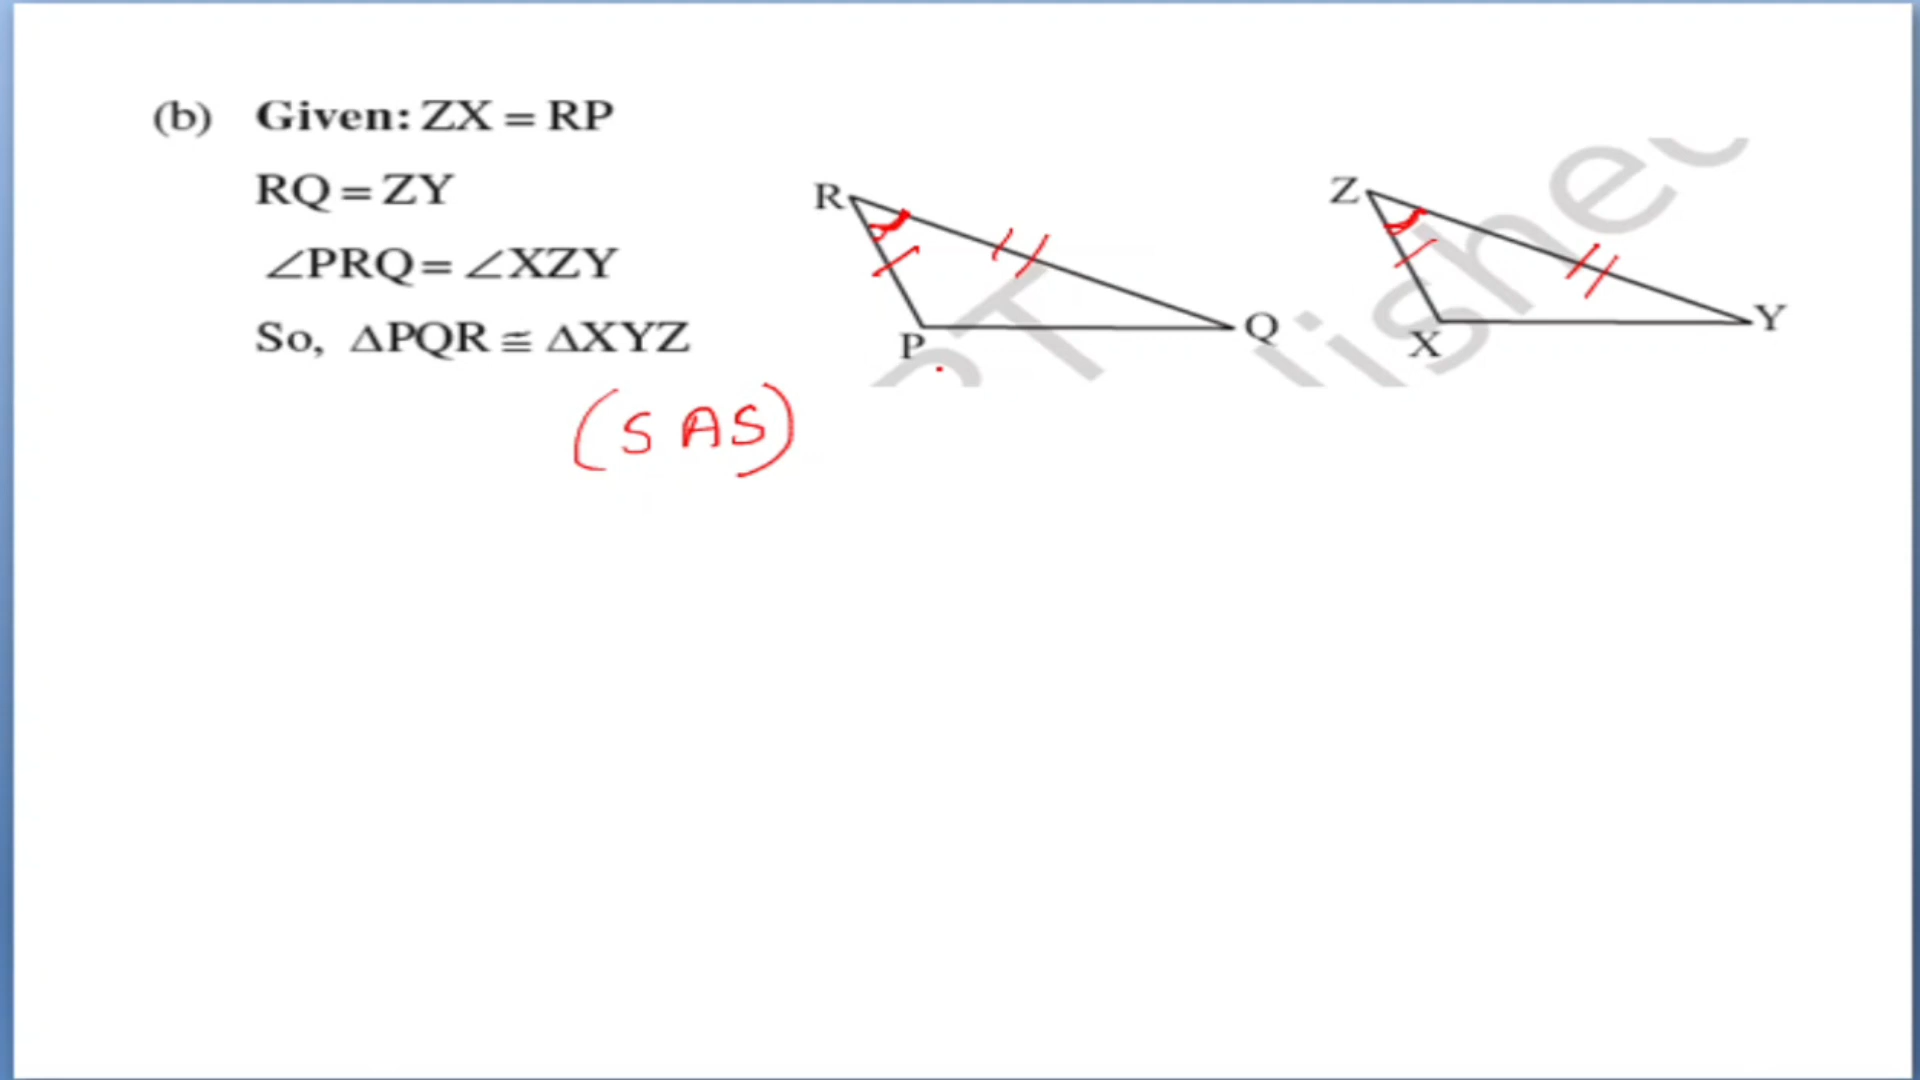 (b) Given: ZX = RP
RQ = ZY
∠PRQ = ∠XZY
So, ΔPQR ≅ ΔXYZ
(SAS)
R
P
Q
Z
X
Y